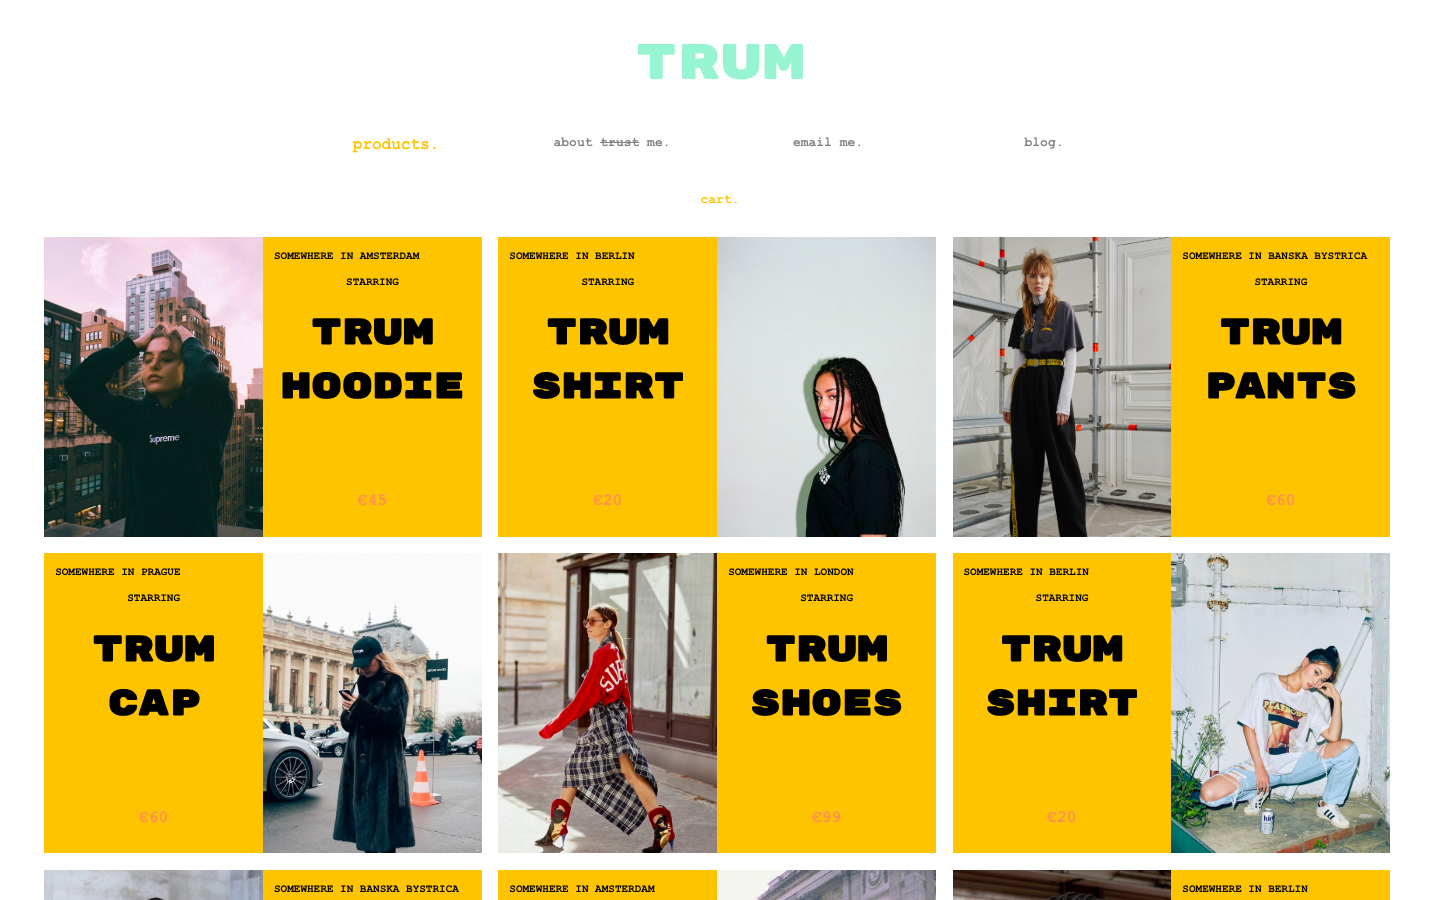 TRUM
products.
about trust me.
email me.
blog.
cart.
Supreme
SOMEWHERE IN AMSTERDAM
STARRING
TRUM
HOODIE
€45
SOMEWHERE IN BERLIN
STARRING
TRUM
SHIRT
€20
SOMEWHERE IN BANSKA BYSTRICA
STARRING
TRUM
PANTS
€60
SOMEWHERE IN PRAGUE
STARRING
TRUM
CAP
€60
SOMEWHERE IN LONDON
STARRING
TRUM
SHOES
€99
SOMEWHERE IN BERLIN
STARRING
TRUM
SHIRT
€20
PLAYBOY
SOMEWHERE IN BANSKA BYSTRICA
SOMEWHERE IN AMSTERDAM
SOMEWHERE IN BERLIN